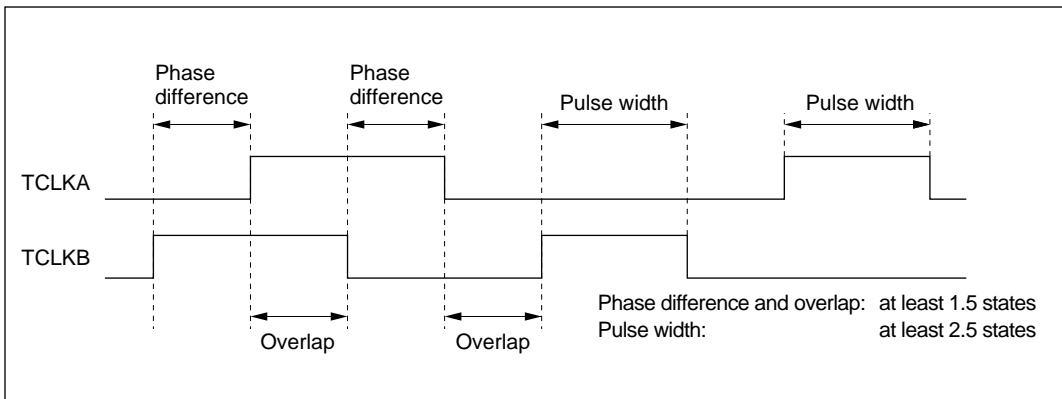 Phase
difference
Phase
difference
Pulse width
Pulse width
TCLKA
TCLKB
Overlap
Overlap
Phase difference and overlap: at least 1.5 states
Pulse width: at least 2.5 states